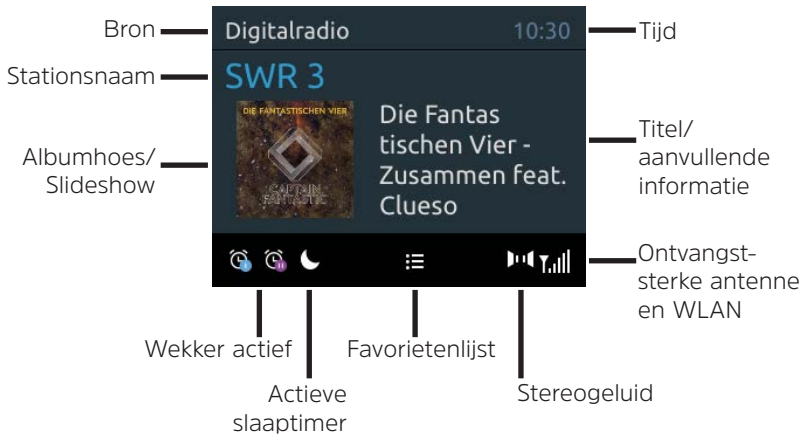 Bron
Digitalradio
10:30
Tijd
Stationsnaam
SWR 3
Albumhoes/
Slideshow
DIE FANTASTISCHEN VIER
CAPTAIN
FANTASTIC
Die Fantas
tischen Vier -
Zusammen feat.
Clueso
Titel/
aanvullende
informatie
Ontvangst-
sterke antenne
en WLAN
Wekker actief
Favorietenlijst
Actieve
slaaptimer
Stereogeluid